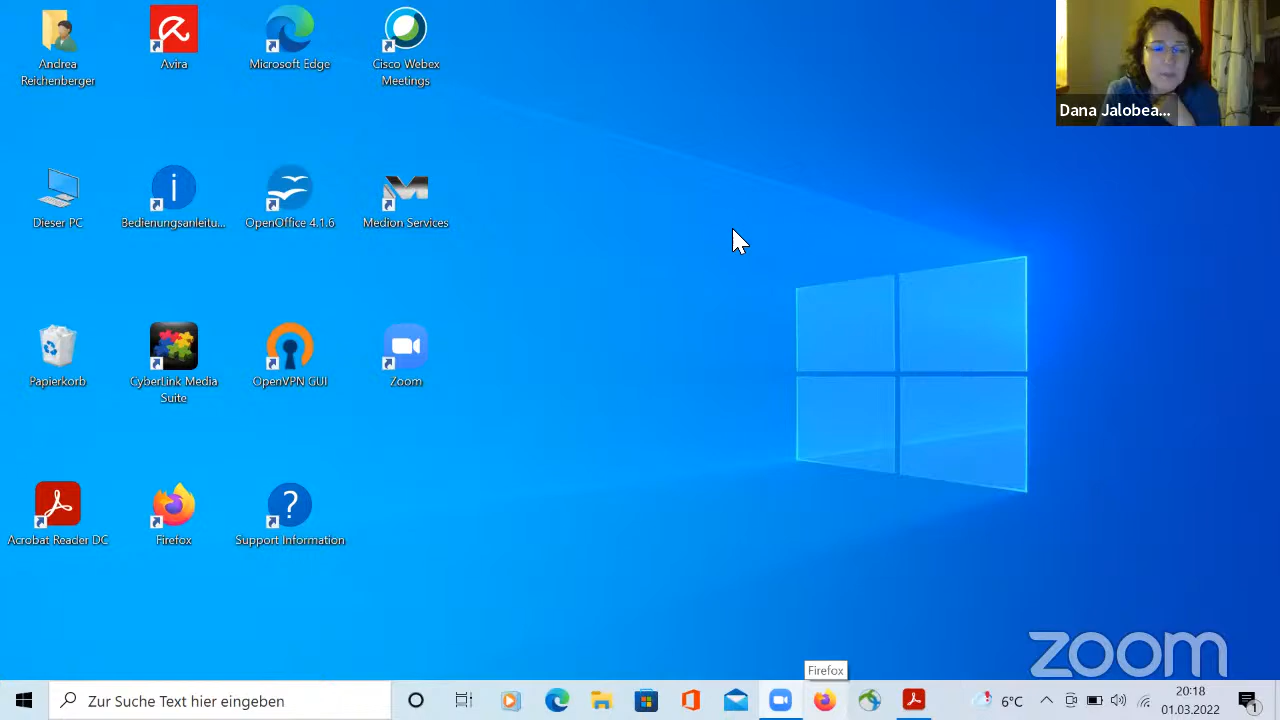 Andrea
Reichenberger
Avira
Microsoft Edge
Cisco Webex
Meetings
Dana Jalobea...
Dieser PC
Bedienungsanleitu...
OpenOffice 4.1.6
Medion Services
Papierkorb
CyberLink Media
Suite
OpenVPN GUI
Zoom
Acrobat Reader DC
Firefox
Support Information
zoom
Firefox
Zur Suche Text hier eingeben
6°C
20:18
01.03.2022
1